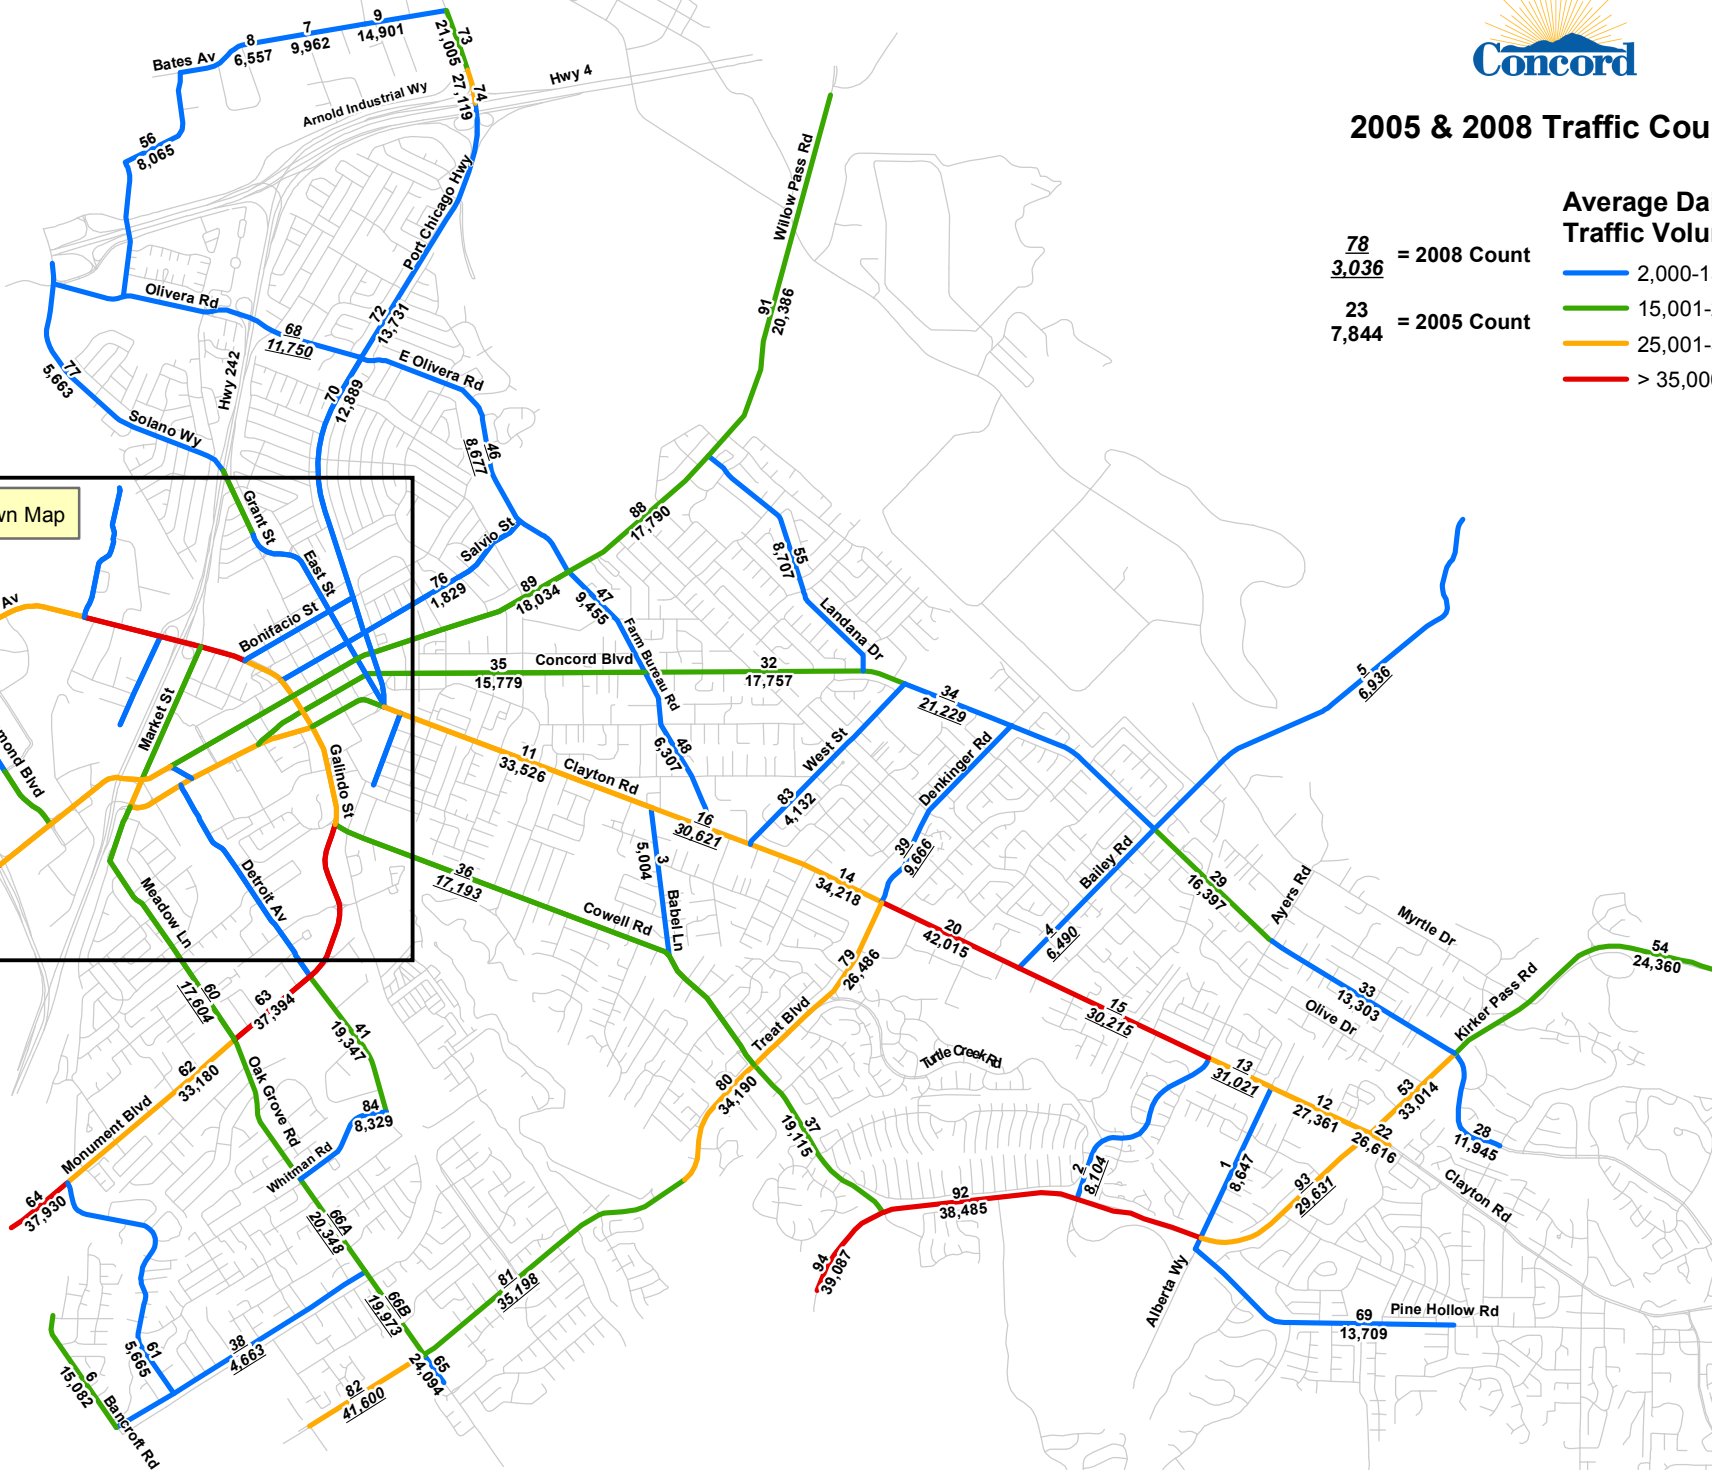 Concord
2005 & 2008 Traffic Cou
Average Da
Traffic Volu
78
3,036
= 2008 Count
23
7,844
= 2005 Count
2,000-1
15,001-
25,001-
> 35,000
Bates Av
8
6,557
7
9,962
9
14,901
73
21,005
74
27,119
Hwy 4
Arnold Industrial Wy
56
8,065
Port Chicago Hwy
Willow Pass Rd
91
20,386
Olivera Rd
68
11,750
72
13,731
E Olivera Rd
77
5,663
Hwy 242
70
12,889
Solano Wy
46
8,677
wn Map
Grant St
East St
Salvio St
88
17,790
55
8,707
76
1,829
89
18,034
47
9,455
Landana Dr
Av
Bonifacio St
Farm Bureau Rd
35
15,779
Concord Blvd
32
17,757
34
21,229
5
6,936
Market St
mond Blvd
Galindo St
11
33,526
Clayton Rd
48
6,307
West St
Denkinger Rd
83
4,132
16
30,621
3
5,004
14
34,218
39
9,666
Bailey Rd
29
16,397
Ayers Rd
36
17,193
Cowell Rd
Babel Ln
Meadow Ln
Detroit Av
20
42,015
4
6,490
Myrtle Dr
54
24,360
79
26,486
33
13,303
Olive Dr
Kirker Pass Rd
60
17,604
63
37,394
41
19,347
Treat Blvd
15
30,215
Turtle Creek Rd
62
33,180
Oak Grove Rd
80
34,190
13
31,021
12
27,361
53
33,014
84
8,329
37
19,115
22
26,616
28
11,945
Monument Blvd
Whitman Rd
2
8,104
1
8,647
93
29,631
Clayton Rd
64
37,930
66A
20,348
92
38,485
94
39,087
81
35,198
Alberta Wy
66B
19,973
69
13,709
Pine Hollow Rd
61
5,665
38
4,663
65
24,094
6
15,082
82
41,600
Bancroft Rd